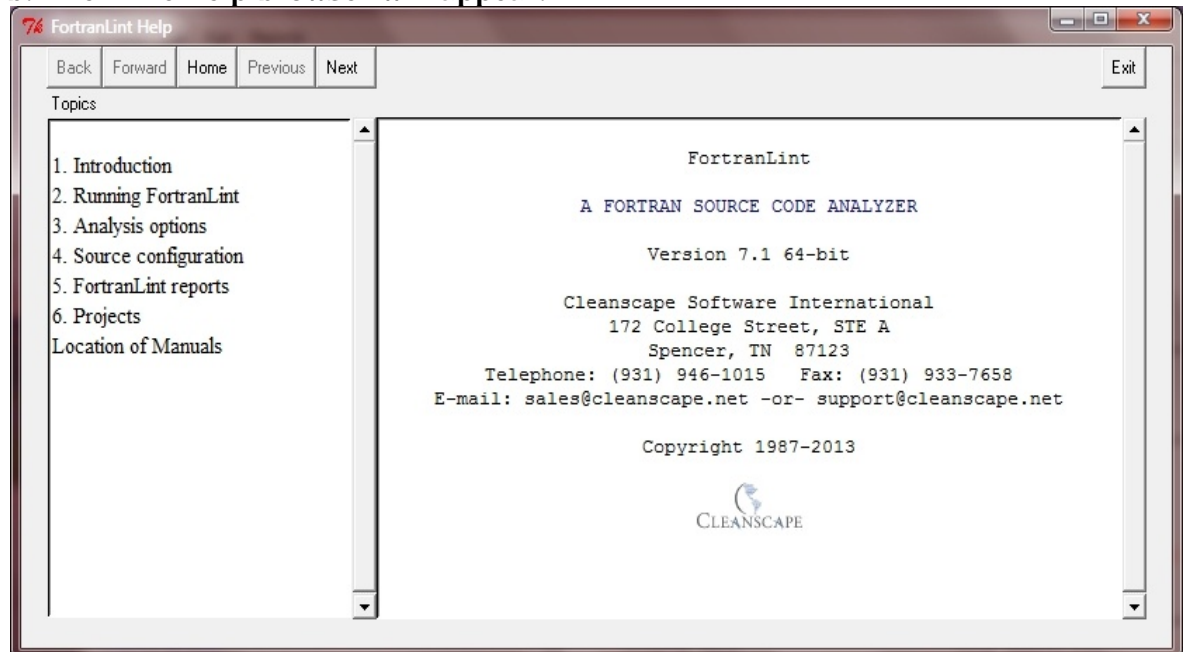 FortranLint Help
Back Forward Home Previous Next Exit
Topics
1. Introduction
2. Running FortranLint
3. Analysis options
4. Source configuration
5. FortranLint reports
6. Projects
Location of Manuals
FortranLint
A FORTRAN SOURCE CODE ANALYZER
Version 7.1 64-bit
Cleanscape Software International
172 College Street, STE A
Spencer, TN 87123
Telephone: (931) 946-1015 Fax: (931) 933-7658
E-mail: sales@cleanscape.net -or- support@cleanscape.net
Copyright 1987-2013
CLEANSCAPE